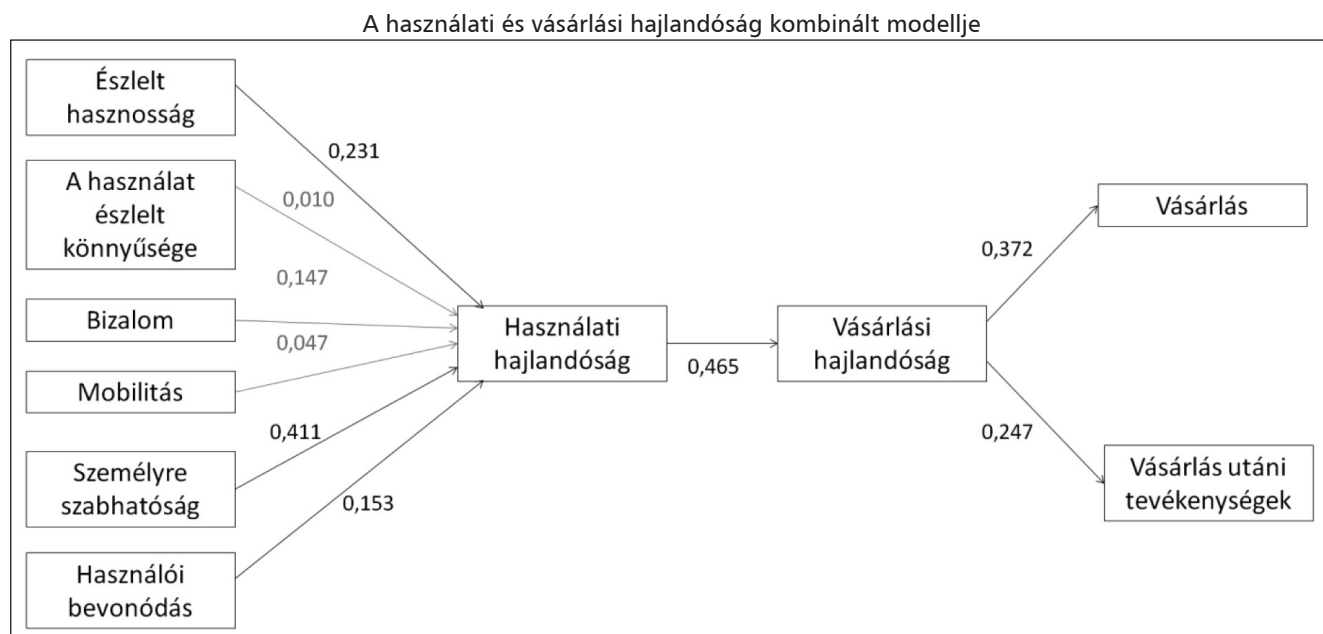 A használati és vásárlási hajlandóság kombinált modellje
Észlelt
hasznosság
0,231
A használat
észlelt
könnyűsége
0,010
0,147
Bizalom
0,047
Mobilitás
0,411
Személyre
szabhatóság
0,153
Használói
bevonódás
Használati
hajlandóság
0,465
Vásárlási
hajlandóság
0,372
Vásárlás
0,247
Vásárlás utáni
tevékenységek